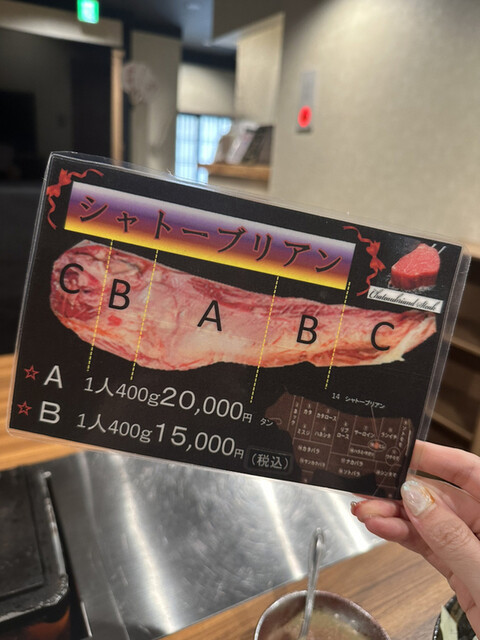 シャトーブリアン
Chateaubriand Steak
C B A B C
☆A 1人400g20,000円
☆B 1人400g15,000円(税込)
14 シャトーブリアン
タン